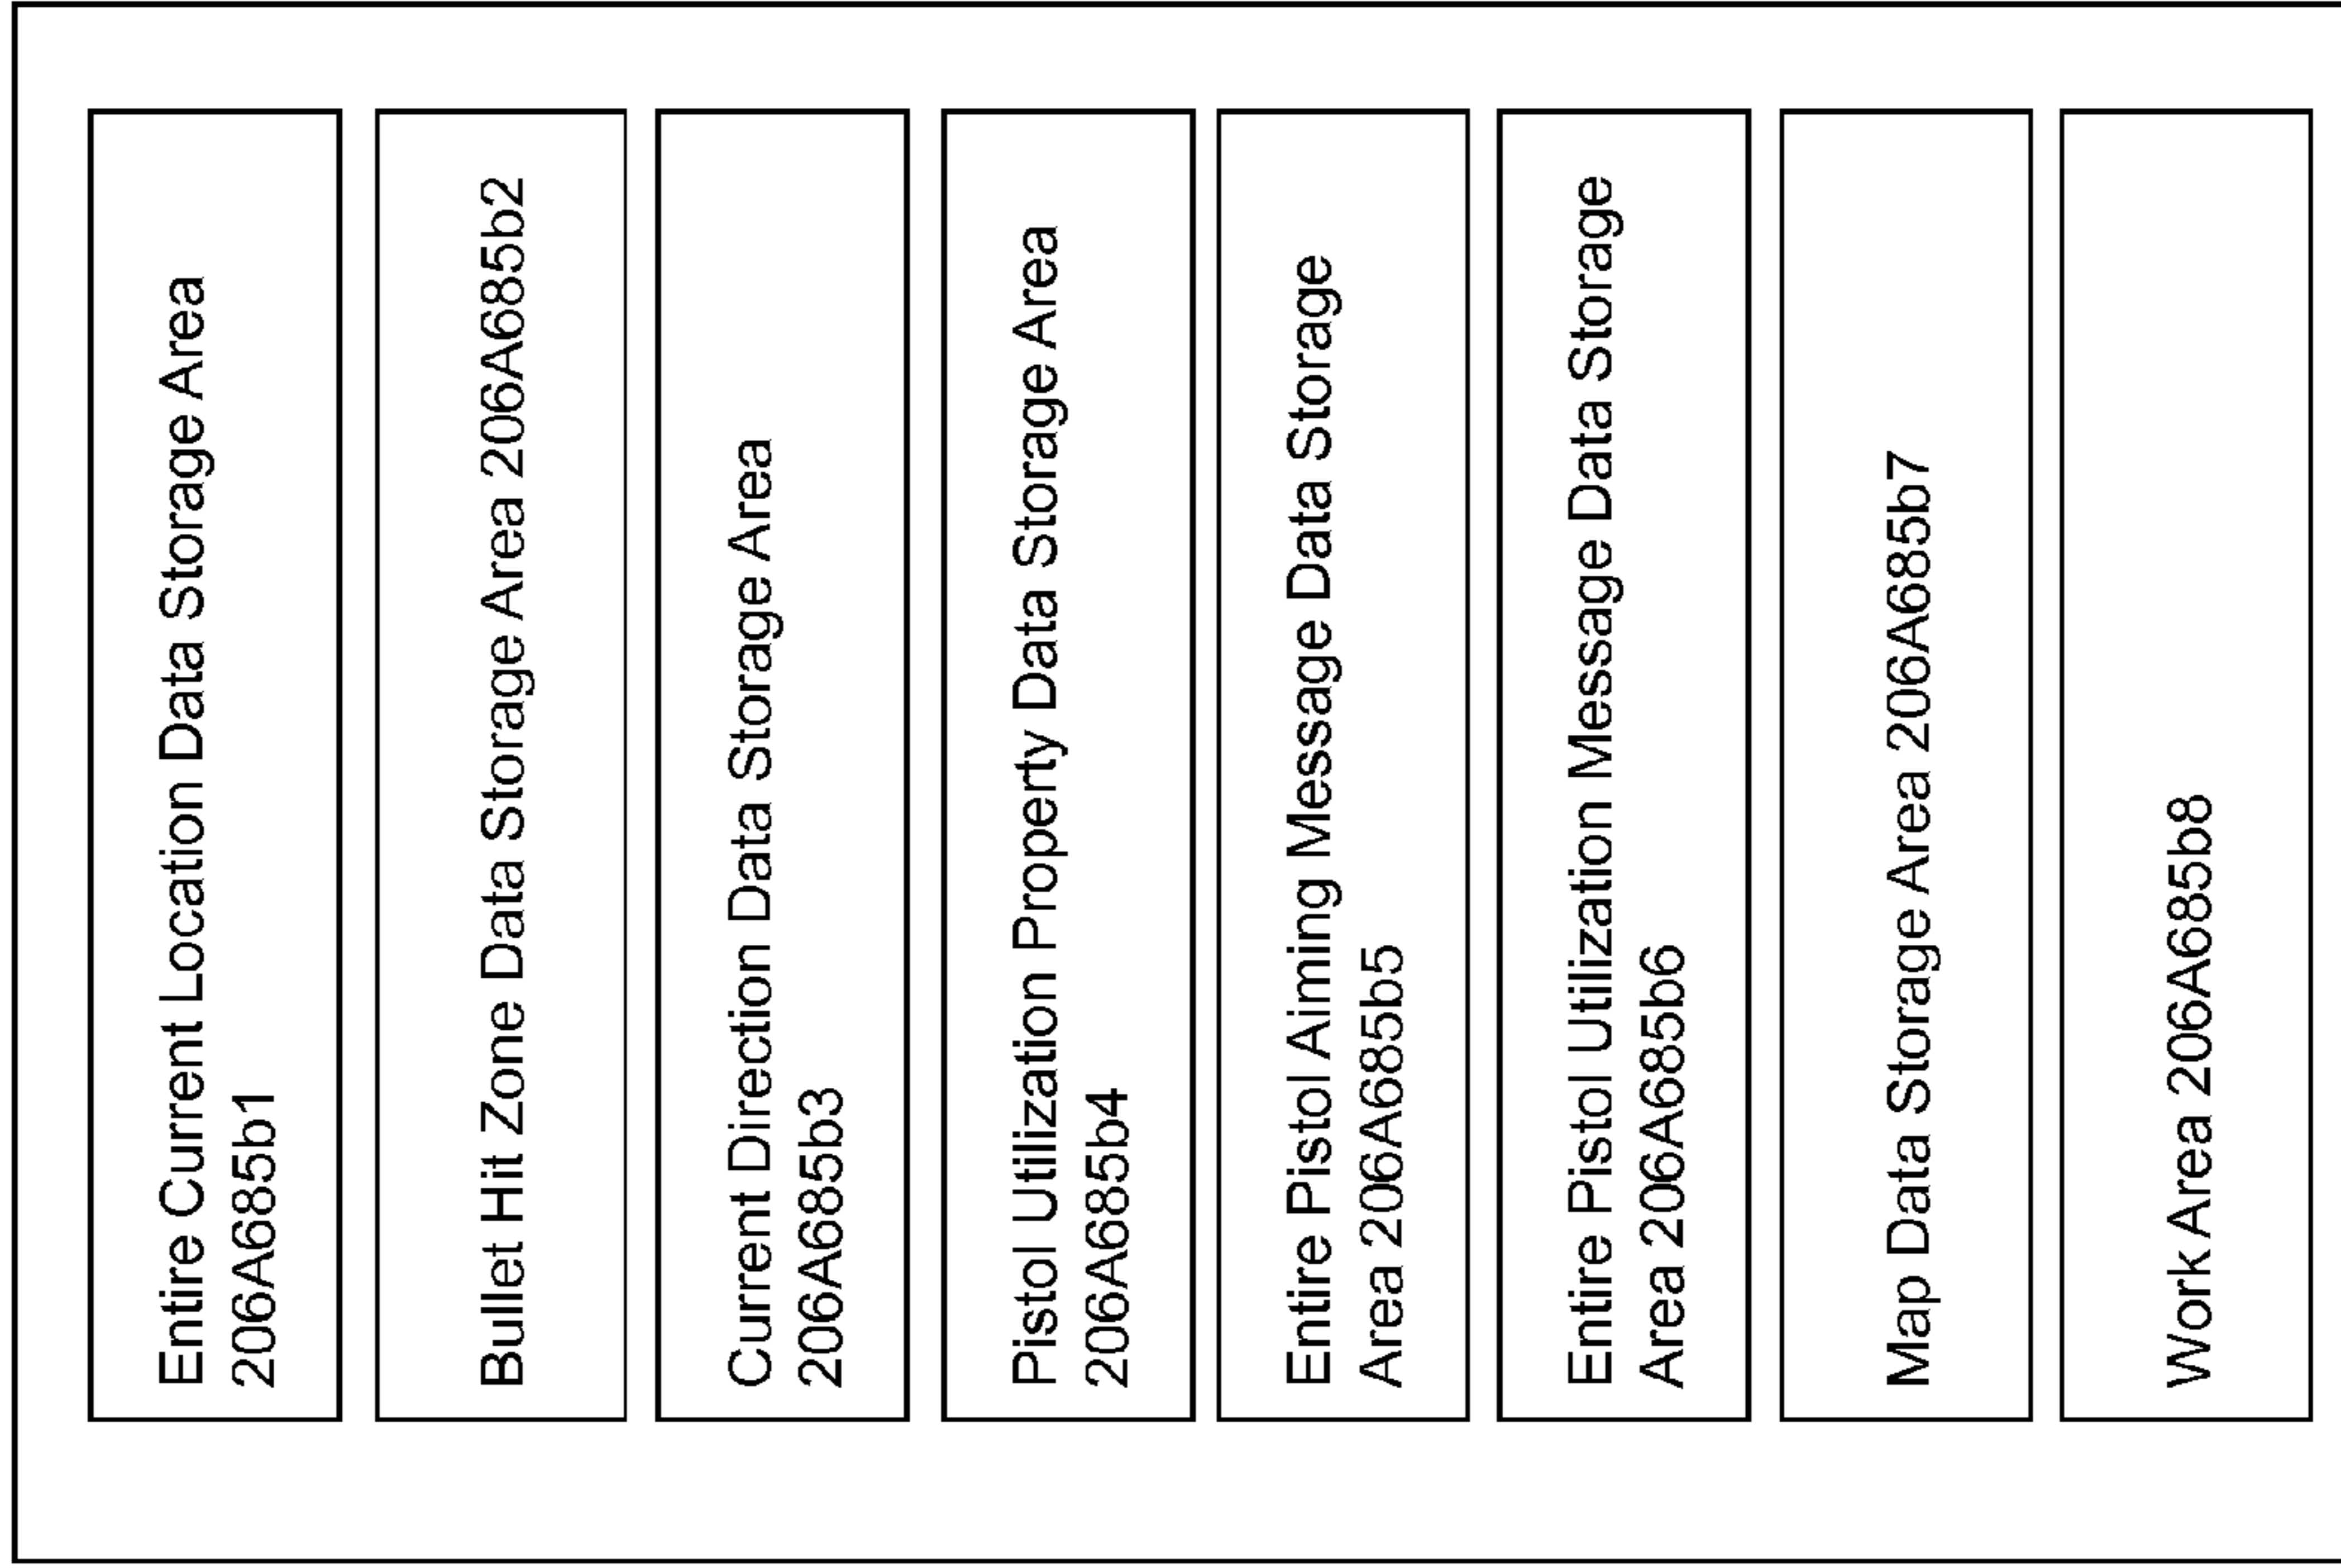 Entire Current Location Data Storage Area
206A685b1
Bullet Hit Zone Data Storage Area 206A685b2
Current Direction Data Storage Area
206A685b3
Pistol Utilization Property Data Storage Area
206A685b4
Entire Pistol Aiming Message Data Storage
Area 206A685b5
Entire Pistol Utilization Message Data Storage
Area 206A685b6
Map Data Storage Area 206A685b7
Work Area 206A685b8